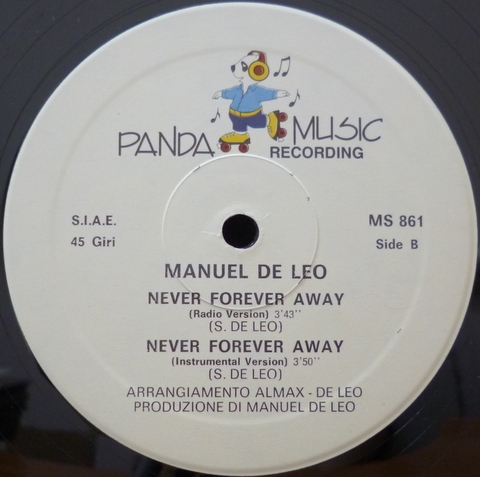 PANDA MUSIC
RECORDING
S.I.A.E.
45 Giri
MS 861
Side B
MANUEL DE LEO
NEVER FOREVER AWAY
(Radio Version) 3'43''
(S. DE LEO)
NEVER FOREVER AWAY
(Instrumental Version) 3'50''
(S. DE LEO)
ARRANGIAMENTO ALMAX - DE LEO
PRODUZIONE DI MANUEL DE LEO